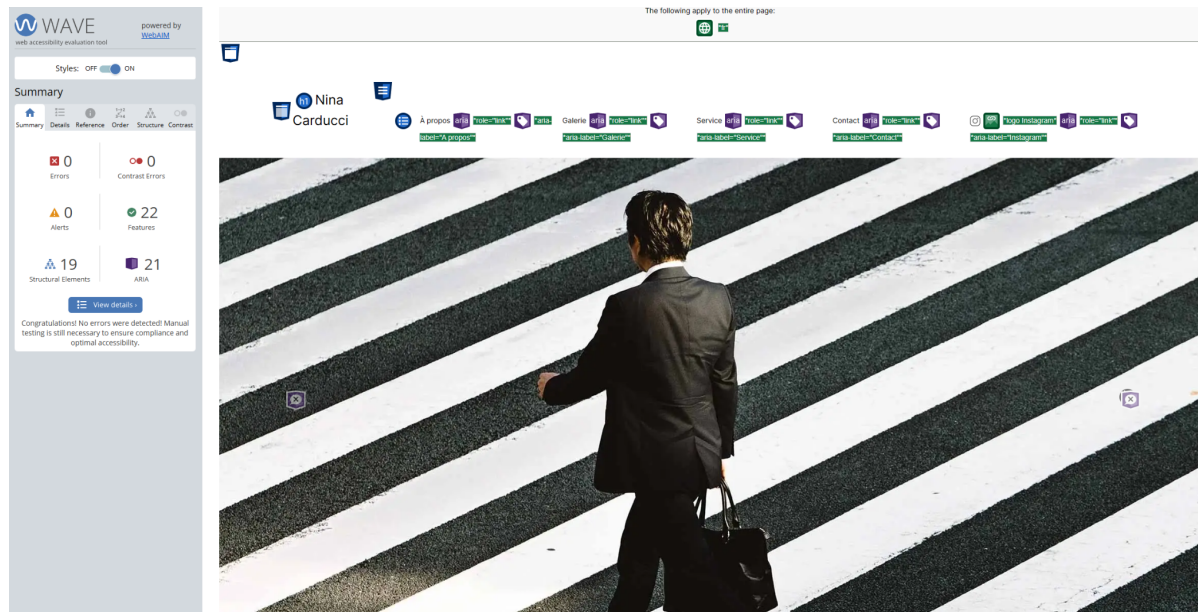 WAVE
web accessibility evaluation tool
powered by
WebAIM
Styles: OFF ON
Summary
Summary Details Reference Order Structure Contrast
0
Errors
0
Contrast Errors
0
Alerts
22
Features
19
Structural Elements
21
ARIA
View details ›
Congratulations! No errors were detected! Manual
testing is still necessary to ensure compliance and
optimal accessibility.
The following apply to the entire page:
h1 Nina
Carducci
À propos aria *role="link"* *aria-
label="A propos"*
Galerie aria *role="link"*
*aria-label="Galerie"*
Service aria *role="link"*
*aria-label="Service"*
Contact aria *role="link"*
*aria-label="Contact"*
*logo Instagram* aria *role="link"*
*aria-label="Instagram"*